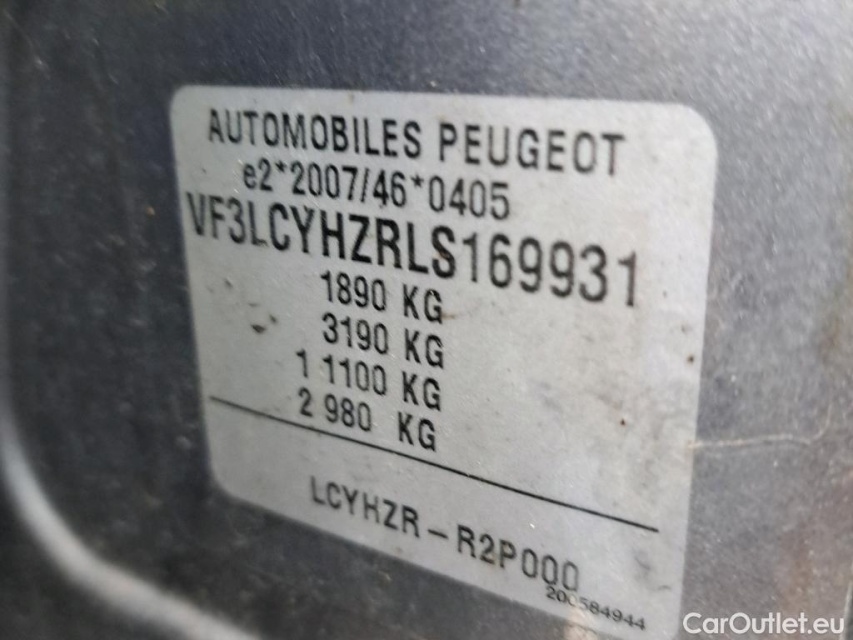 AUTOMOBILES PEUGEOT
e2*2007/46*0405
VF3LCYHZRLS169931
1890 KG
3190 KG
1 1100 KG
2 980 KG
LCYHZR-R2P000
200584944
CarOutlet.eu